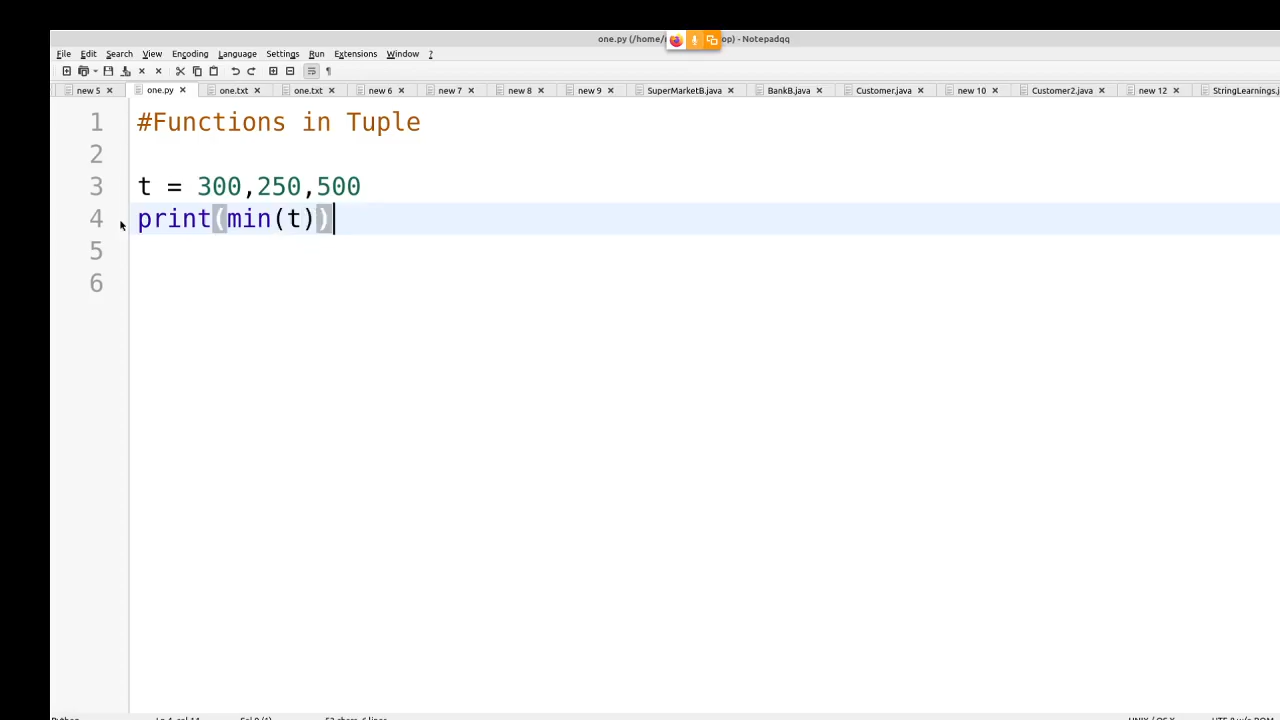 one.py (/home/ op) - Notepadqq
File Edit Search View Encoding Language Settings Run Extensions Window ?
new 5 one.py one.txt one.txt new 6 new 7 new 8 new 9 SuperMarketB.java BankB.java Customer.java new 10 Customer2.java new 12 StringLearnings.j
1 #Functions in Tuple
2
3 t = 300,250,500
4 print(min(t))
5
6